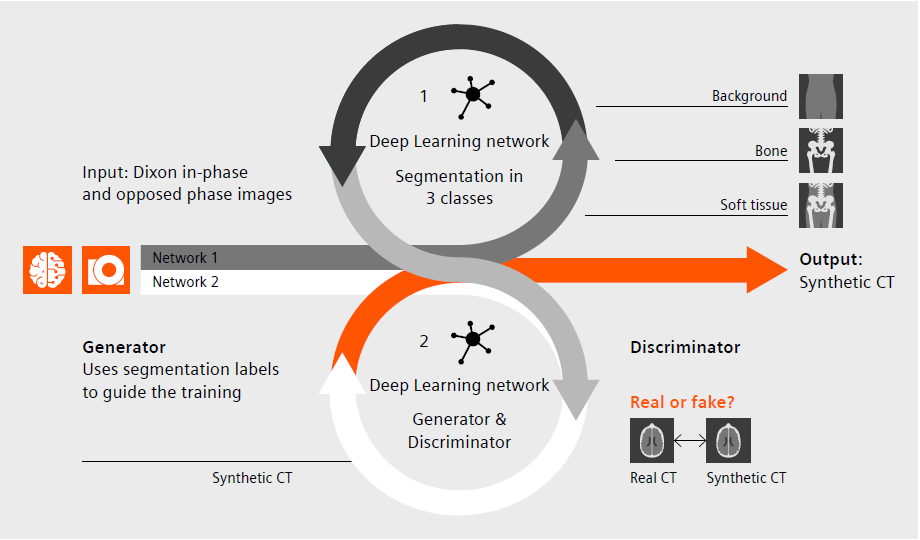 1
Deep Learning network
Segmentation in
3 classes
Background
Bone
Soft tissue
Input: Dixon in-phase
and opposed phase images
Network 1
Network 2
Output:
Synthetic CT
Generator
Uses segmentation labels
to guide the training
Synthetic CT
2
Deep Learning network
Generator &
Discriminator
Discriminator
Real or fake?
Real CT
Synthetic CT